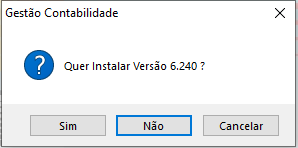 Gestão Contabilidade
Quer Instalar Versão 6.240 ?
Sim
Não
Cancelar